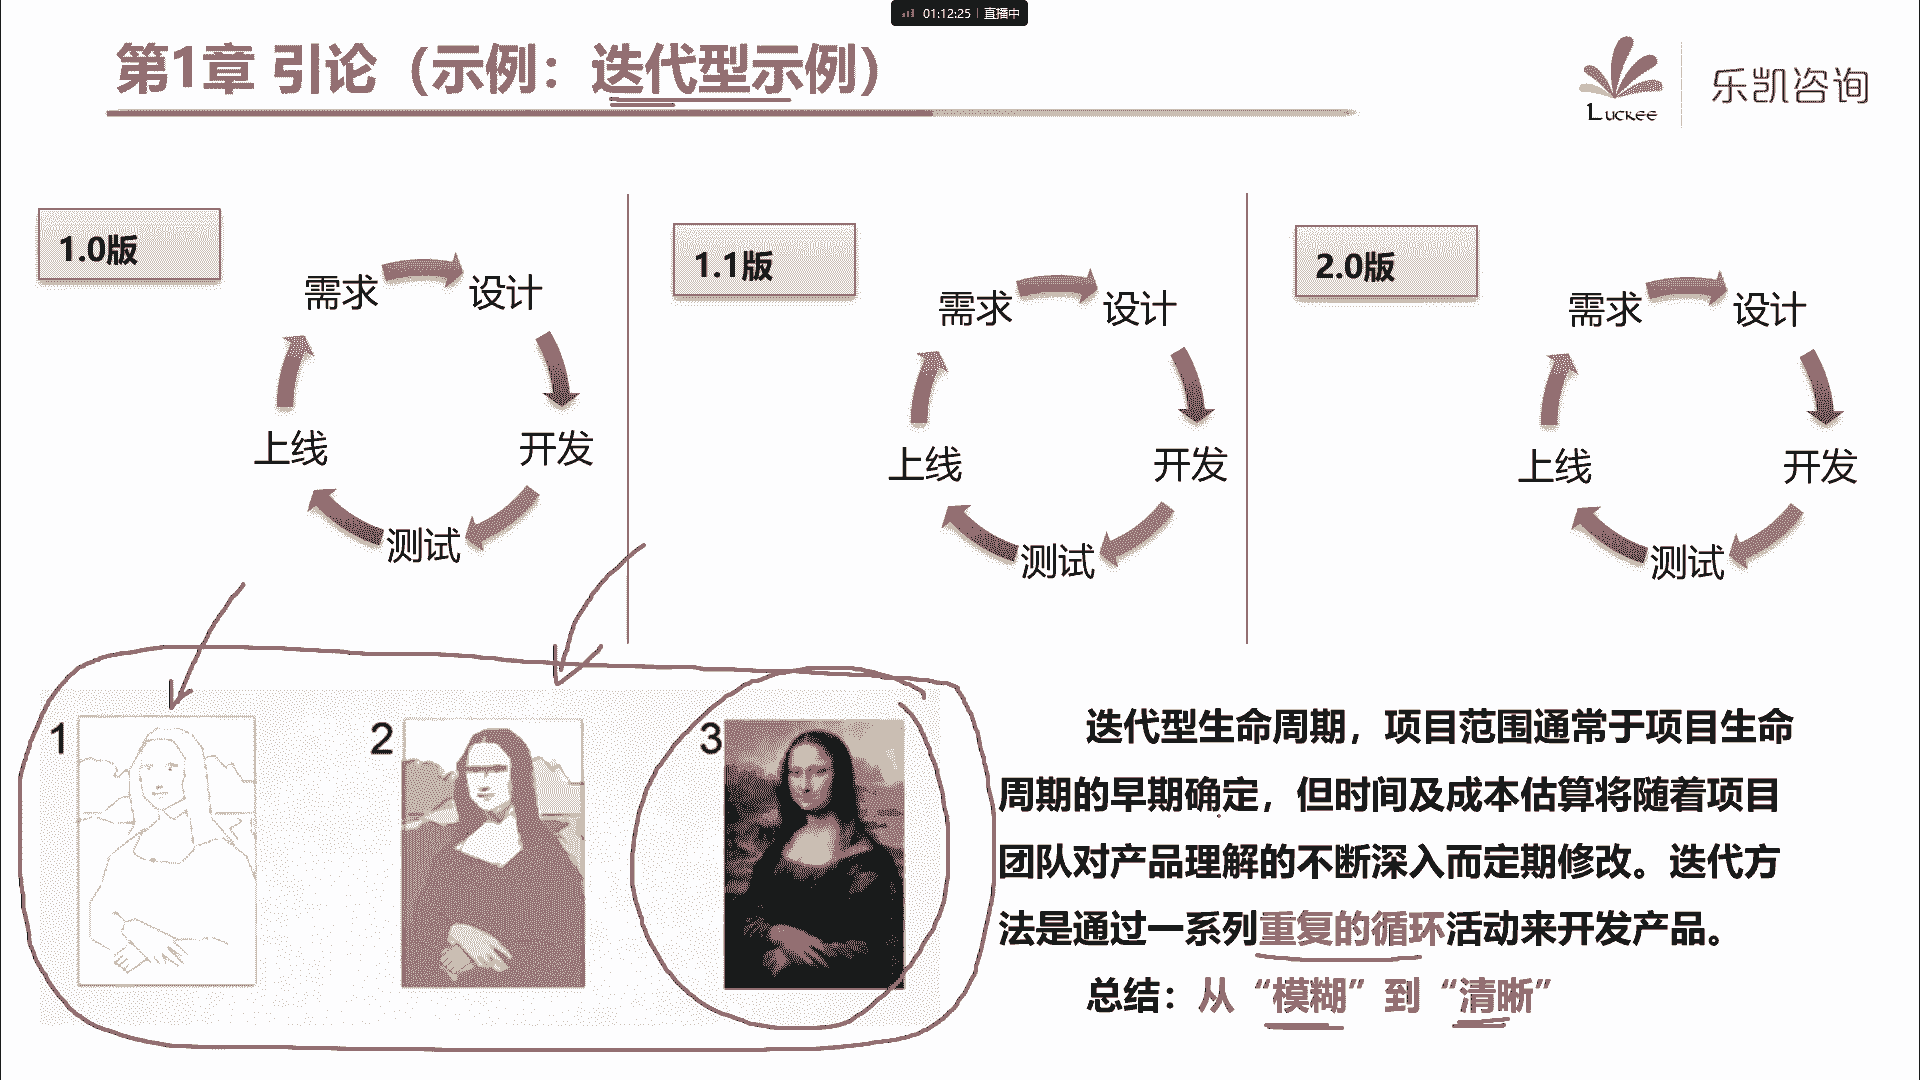 01:12:25 | 直播中
第1章 引论（示例：迭代型示例）
Luckee
乐凯咨询
1.0版
需求
设计
开发
测试
上线
1.1版
需求
设计
开发
测试
上线
2.0版
需求
设计
开发
测试
上线
1
2
3
迭代型生命周期，项目范围通常于项目生命
周期的早期确定，但时间及成本估算将随着项目
团队对产品理解的不断深入而定期修改。迭代方
法是通过一系列重复的循环活动来开发产品。
总结：从“模糊”到“清晰”